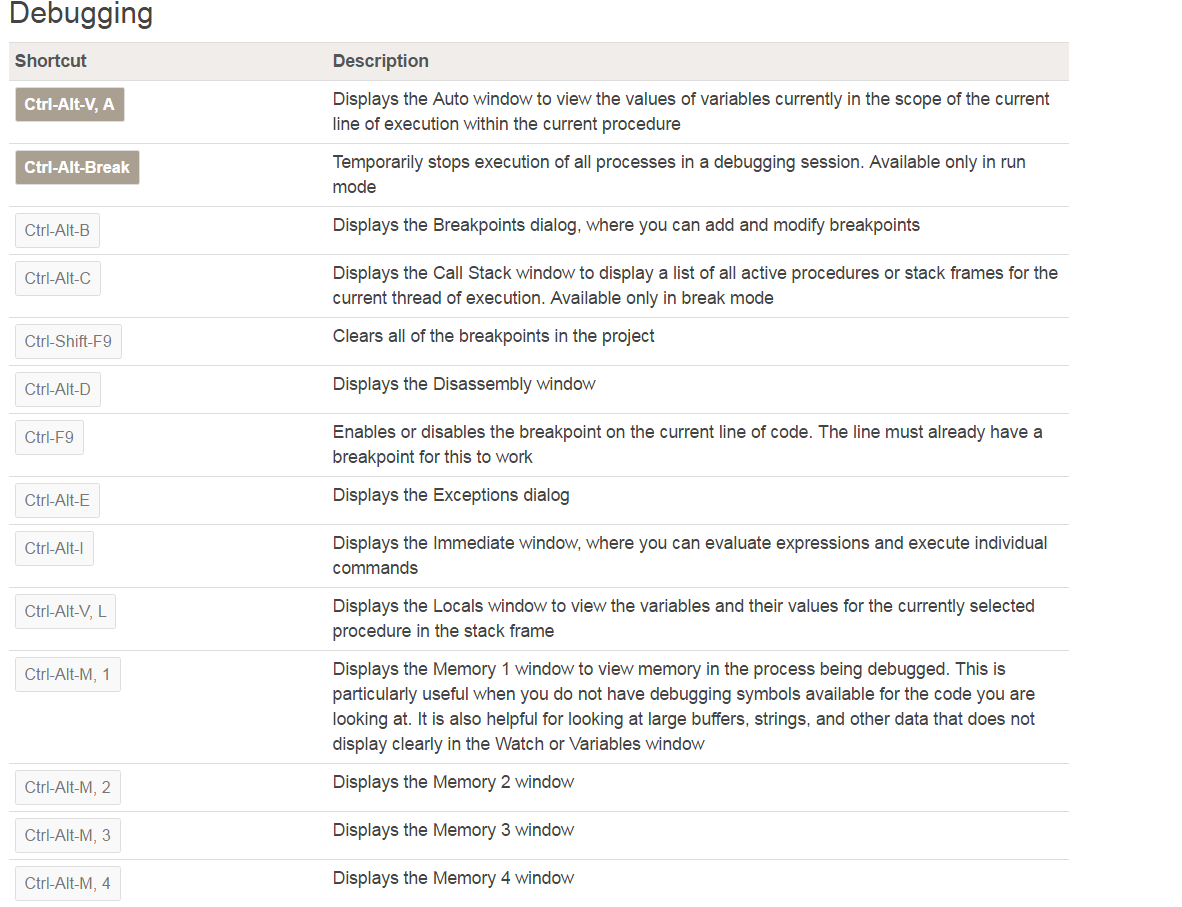 Debugging
Shortcut Description
Ctrl-Alt-V, A Displays the Auto window to view the values of variables currently in the scope of the current
line of execution within the current procedure
Ctrl-Alt-Break Temporarily stops execution of all processes in a debugging session. Available only in run
mode
Ctrl-Alt-B Displays the Breakpoints dialog, where you can add and modify breakpoints
Ctrl-Alt-C Displays the Call Stack window to display a list of all active procedures or stack frames for the
current thread of execution. Available only in break mode
Ctrl-Shift-F9 Clears all of the breakpoints in the project
Ctrl-Alt-D Displays the Disassembly window
Ctrl-F9 Enables or disables the breakpoint on the current line of code. The line must already have a
breakpoint for this to work
Ctrl-Alt-E Displays the Exceptions dialog
Ctrl-Alt-I Displays the Immediate window, where you can evaluate expressions and execute individual
commands
Ctrl-Alt-V, L Displays the Locals window to view the variables and their values for the currently selected
procedure in the stack frame
Ctrl-Alt-M, 1 Displays the Memory 1 window to view memory in the process being debugged. This is
particularly useful when you do not have debugging symbols available for the code you are
looking at. It is also helpful for looking at large buffers, strings, and other data that does not
display clearly in the Watch or Variables window
Ctrl-Alt-M, 2 Displays the Memory 2 window
Ctrl-Alt-M, 3 Displays the Memory 3 window
Ctrl-Alt-M, 4 Displays the Memory 4 window